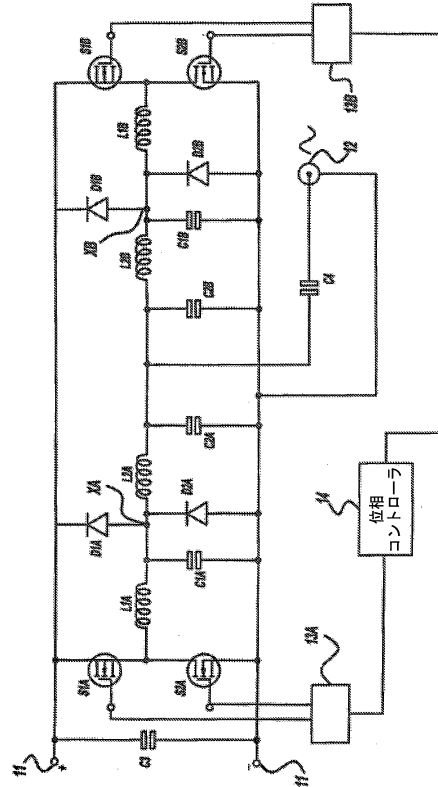 11
+
C3
S1A
S2A
13A
L1A
C1A
D1A
XA
D2A
L2A
C2A
14
位相
コントローラ
C2B
L2B
C4
12
XB
D1B
C1B
D2B
L1B
S1B
S2B
13B
11
-